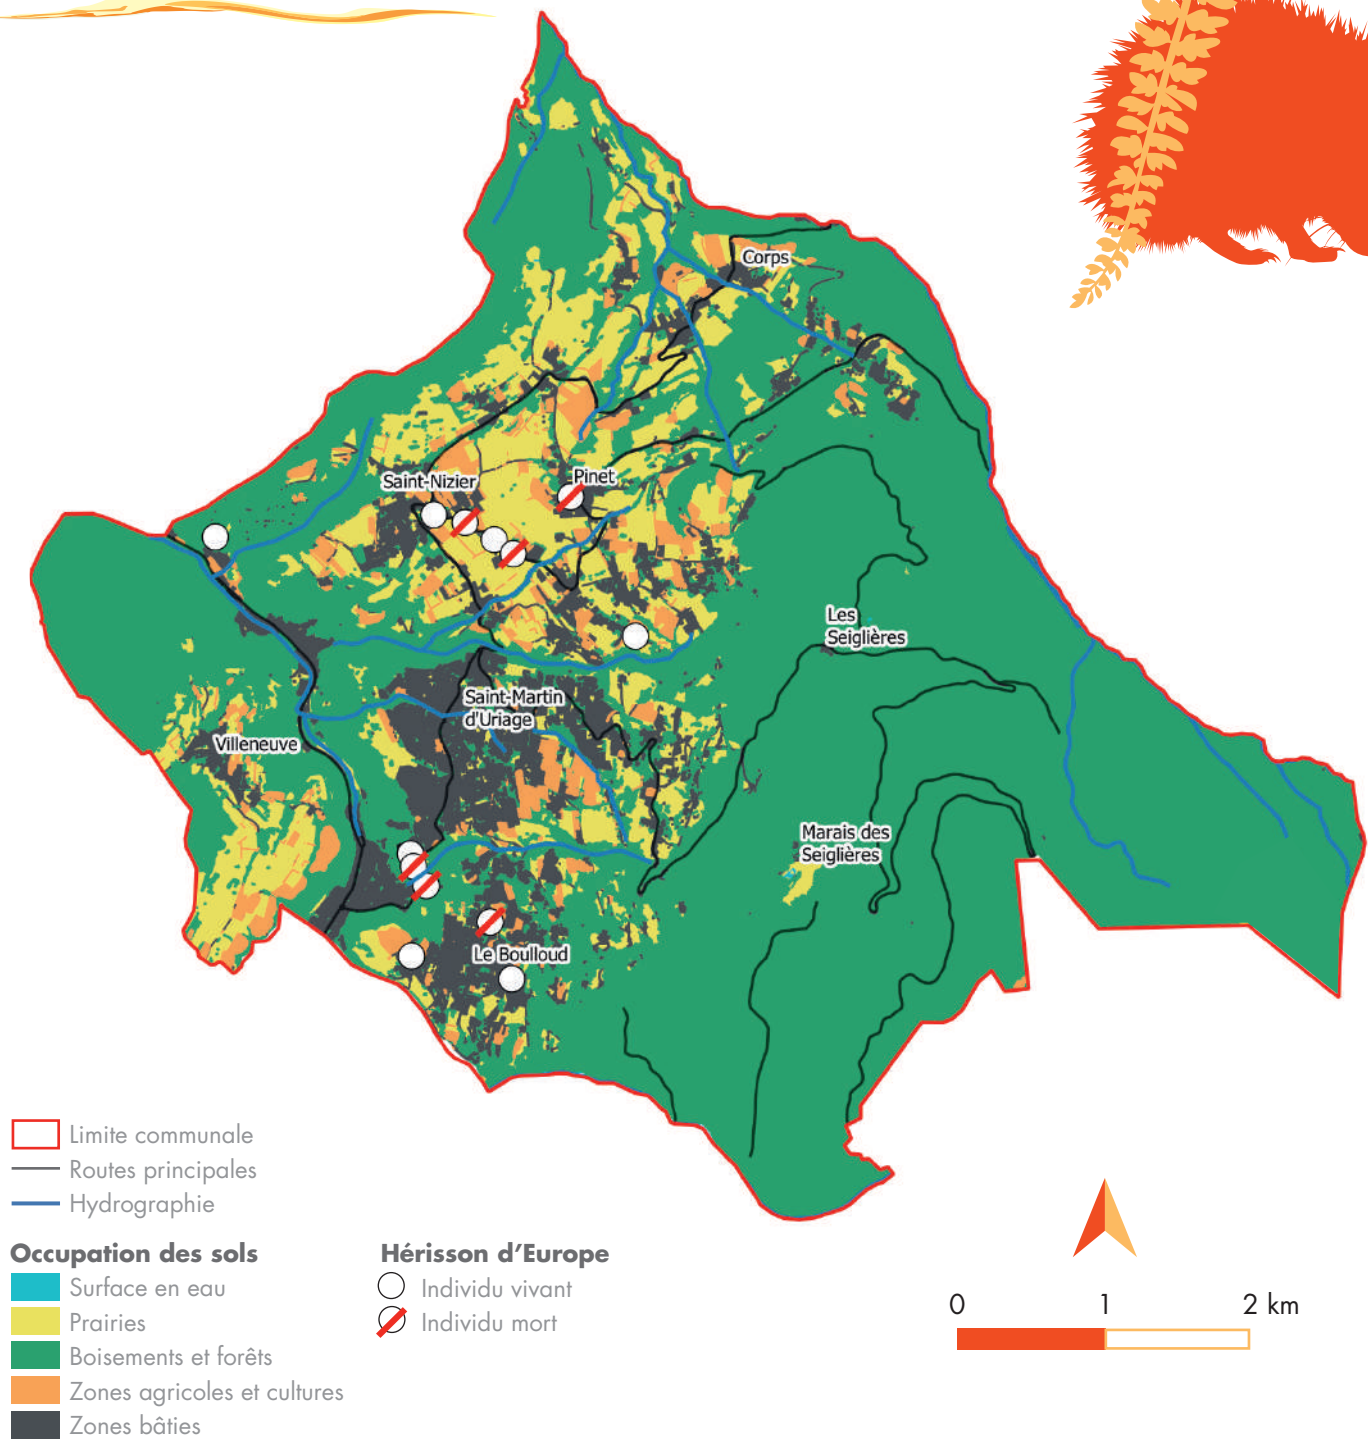 Corps
Saint-Nizier
Pinet
Les
Seiglières
Saint-Martin
d'Uriage
Villeneuve
Marais des
Seiglières
Le Boulloud
Limite communale
Routes principales
Hydrographie
Occupation des sols
Surface en eau
Prairies
Boisements et forêts
Zones agricoles et cultures
Zones bâties
Hérisson d'Europe
Individu vivant
Individu mort
0 1 2 km